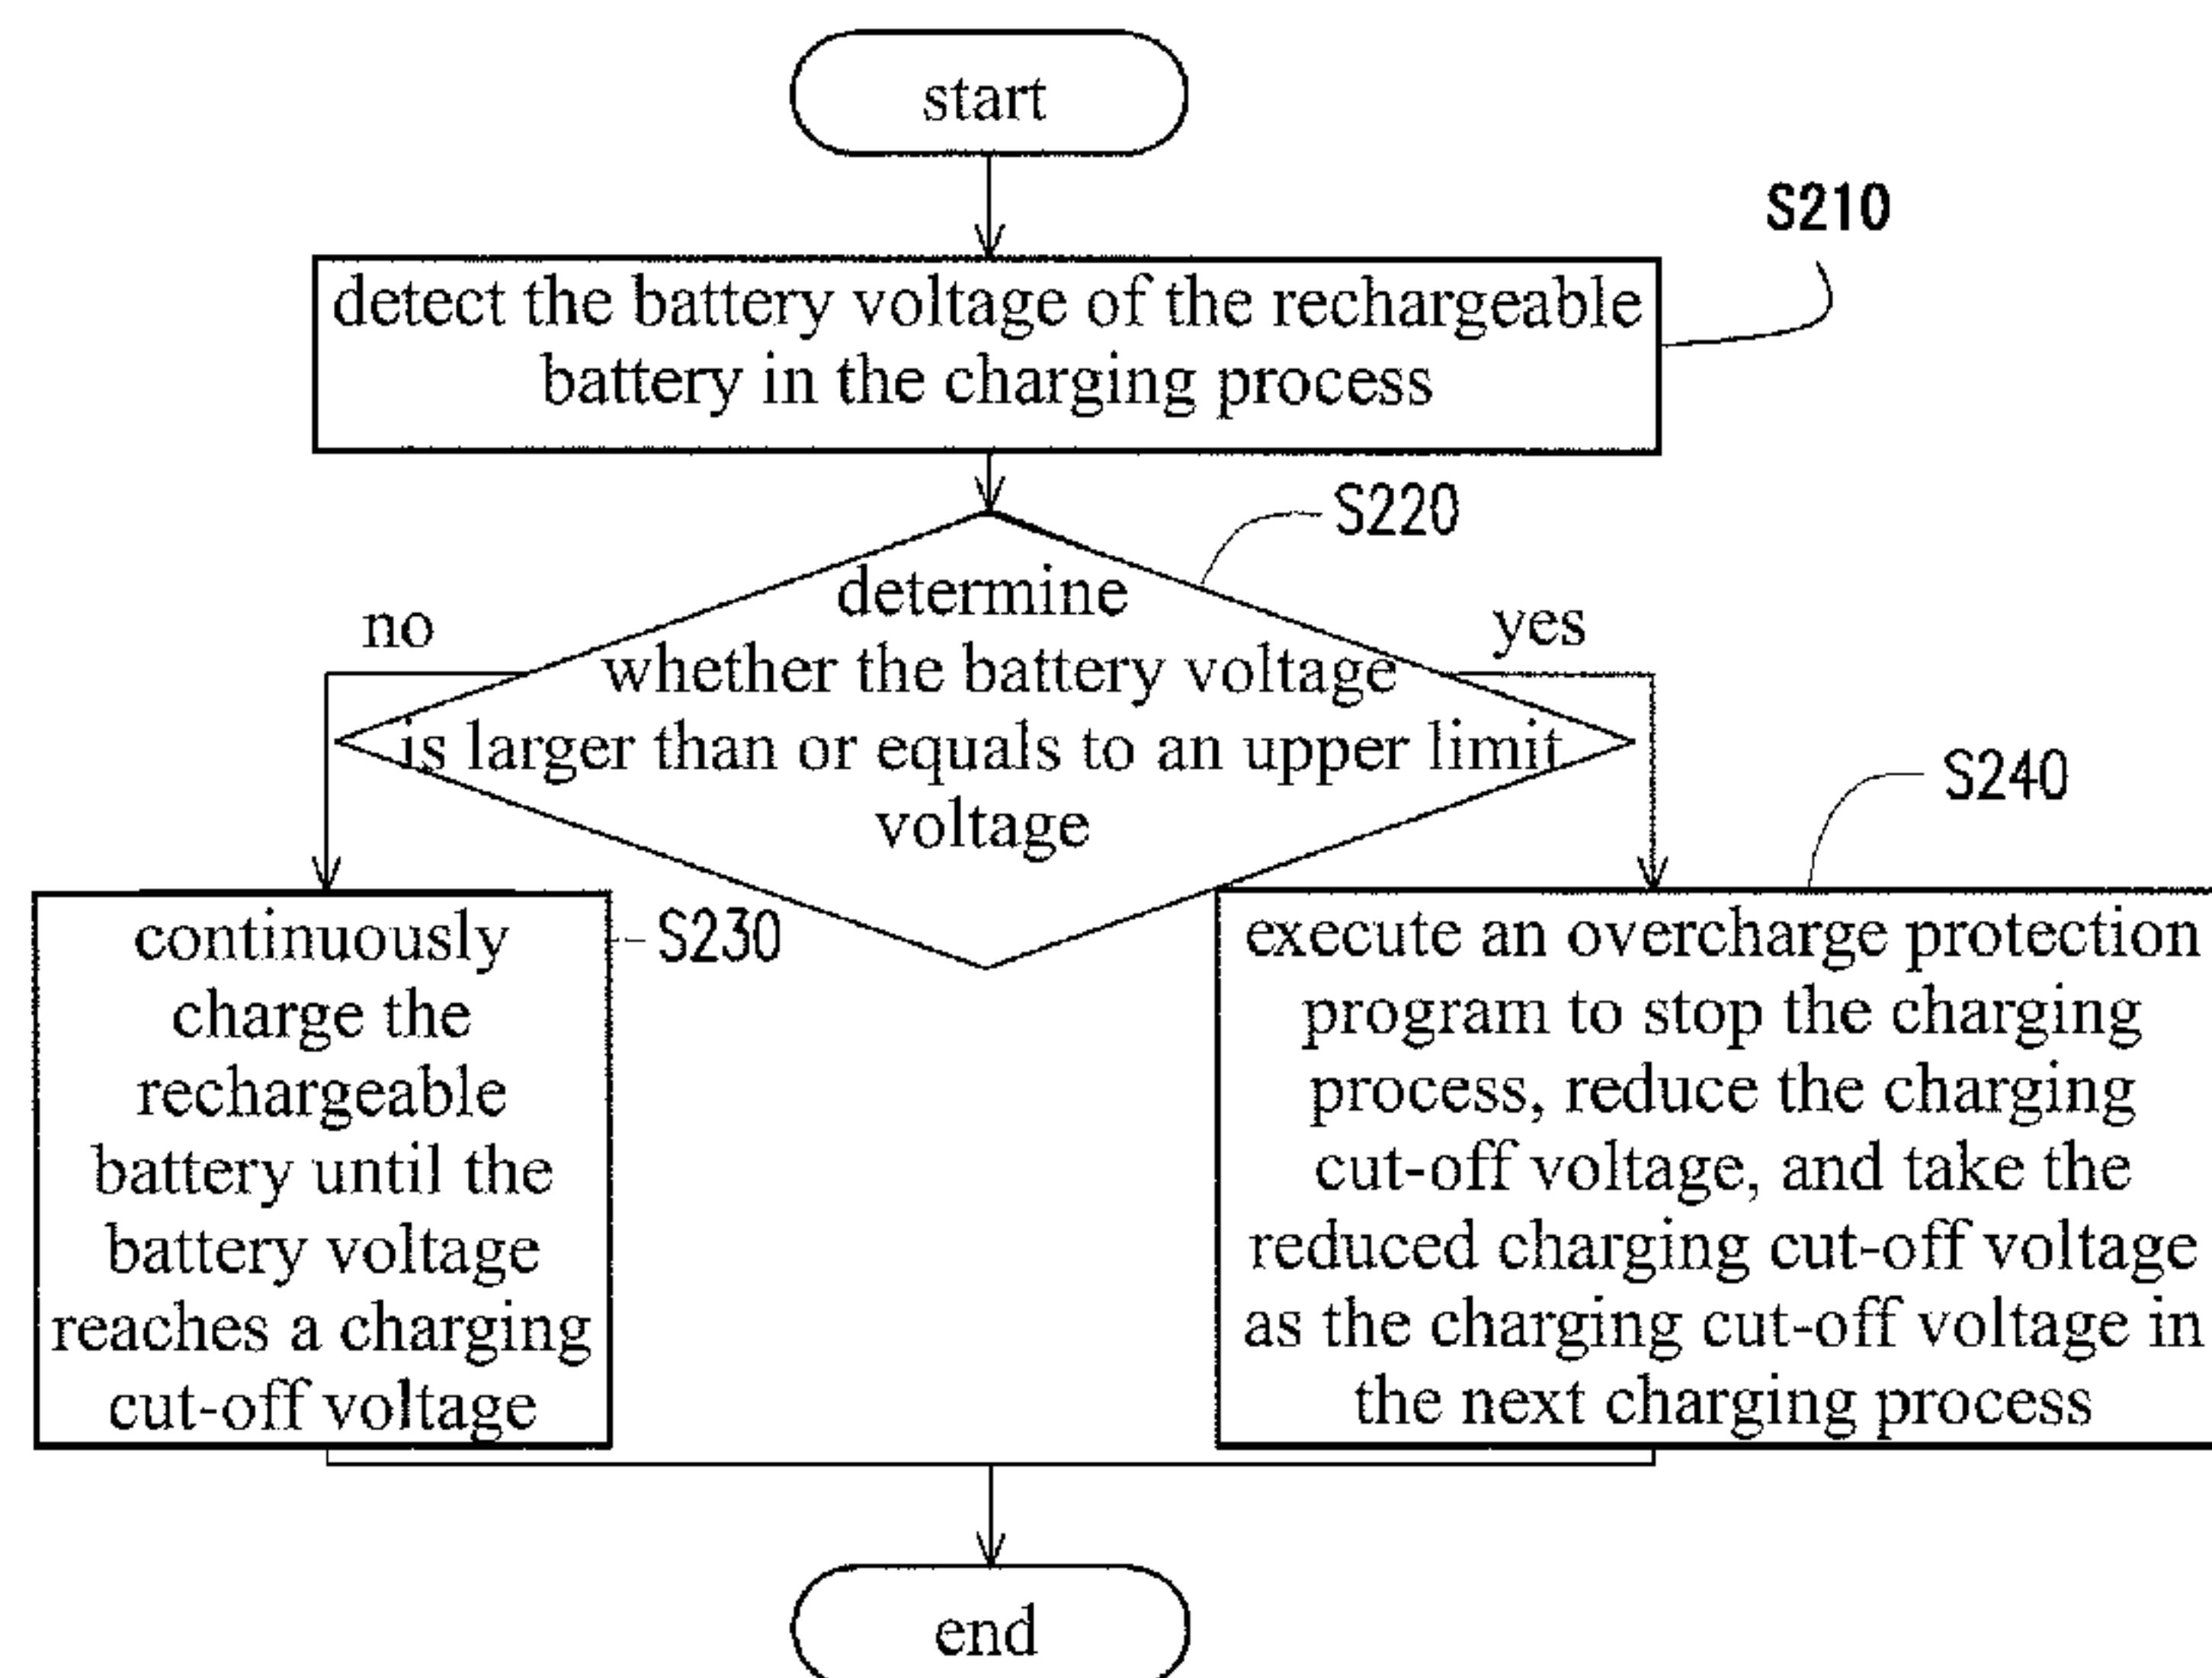 start
S210
detect the battery voltage of the rechargeable
battery in the charging process
S220
determine
whether the battery voltage
is larger than or equals to an upper limit
voltage
no
yes
S230
continuously
charge the
rechargeable
battery until the
battery voltage
reaches a charging
cut-off voltage
S240
execute an overcharge protection
program to stop the charging
process, reduce the charging
cut-off voltage, and take the
reduced charging cut-off voltage
as the charging cut-off voltage in
the next charging process
end